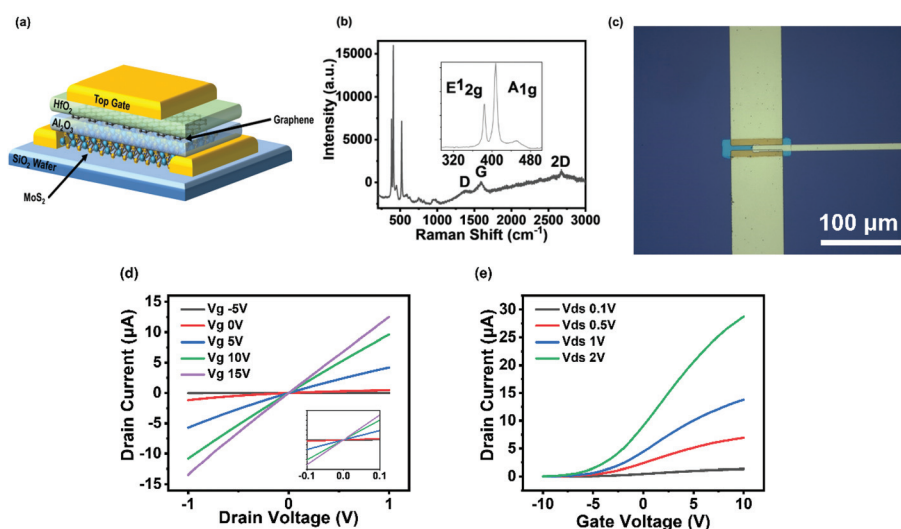 (a)
Top Gate
HfO₂
Al₂O₃
Graphene
SiO₂ Wafer
MoS₂
(b)
Intensity (a.u.)
15000
10000
5000
0
E¹2g
A1g
320 400 480
D
G
2D
500 1000 1500 2000 2500 3000
Raman Shift (cm⁻¹)
(c)
100 µm
(d)
Drain Current (µA)
15
10
5
0
-5
-10
-15
Vg -5V
Vg 0V
Vg 5V
Vg 10V
Vg 15V
-0.1 0.0 0.1
-1 0 1
Drain Voltage (V)
(e)
Drain Current (µA)
30
25
20
15
10
5
0
Vds 0.1V
Vds 0.5V
Vds 1V
Vds 2V
-10 -5 0 5 10
Gate Voltage (V)